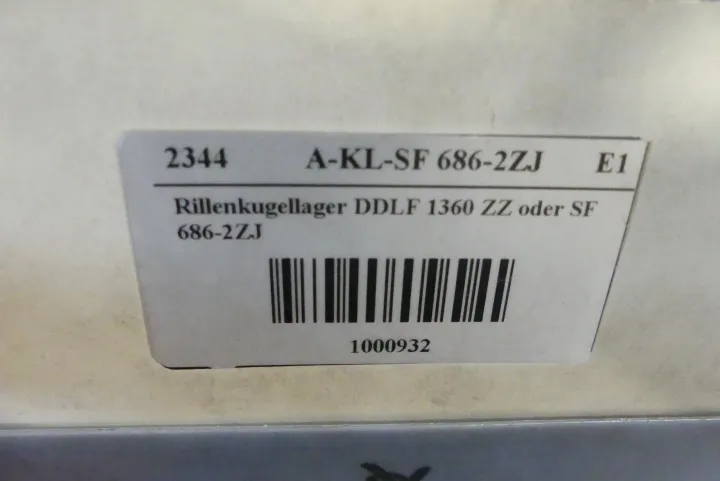 2344 A-KL-SF 686-2ZJ E1
Rillenkugellager DDLF 1360 ZZ oder SF
686-2ZJ
1000932